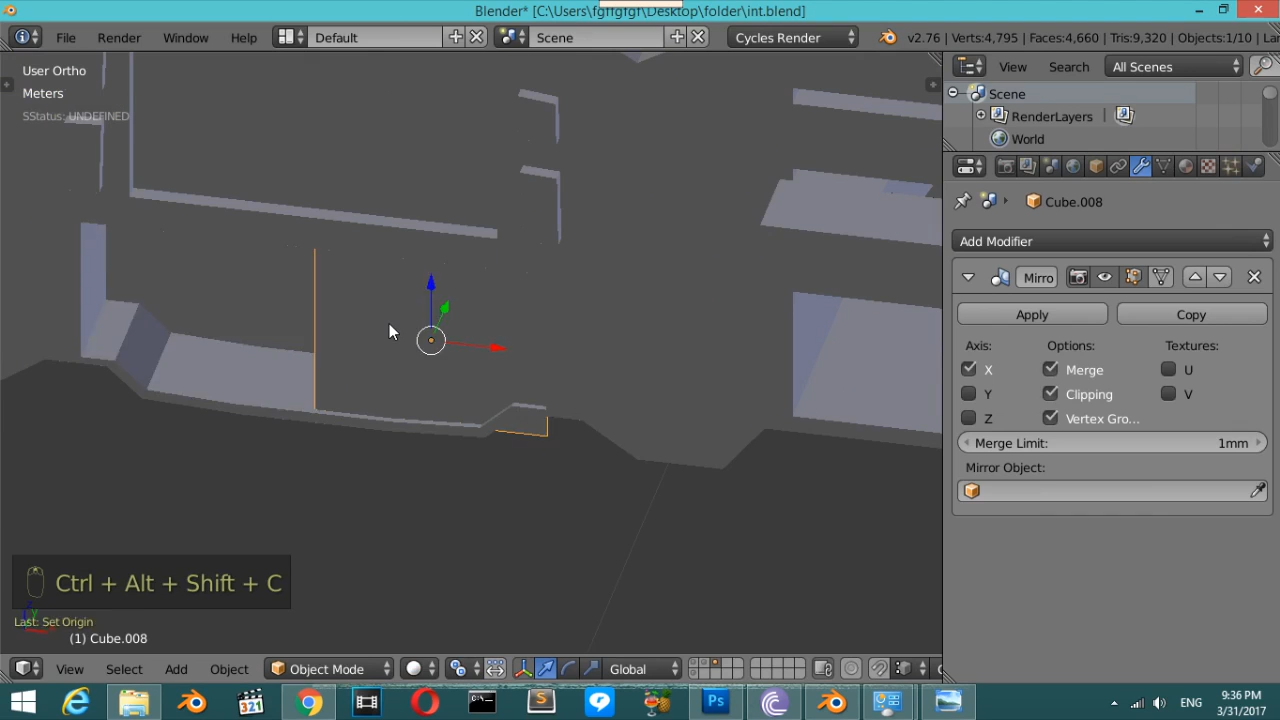 Blender* [C:\Users\fgffgfgf\Desktop\folder\int.blend]
File Render Window Help Default Scene Cycles Render v2.76 | Verts:4,795 | Faces:4,660 | Tris:9,320 | Objects:1/10 | Lar
User Ortho
Meters
SStatus: UNDEFINED
View Search All Scenes
Scene
RenderLayers
World
Cube.008
Add Modifier
Mirro
Apply Copy
Axis: Options: Textures:
X Merge U
Y Clipping V
Z Vertex Gro...
Merge Limit: 1mm
Mirror Object:
Ctrl + Alt + Shift + C
Last: Set Origin
(1) Cube.008
View Select Add Object Object Mode Global
321
Ps
ENG
9:36 PM
3/31/2017